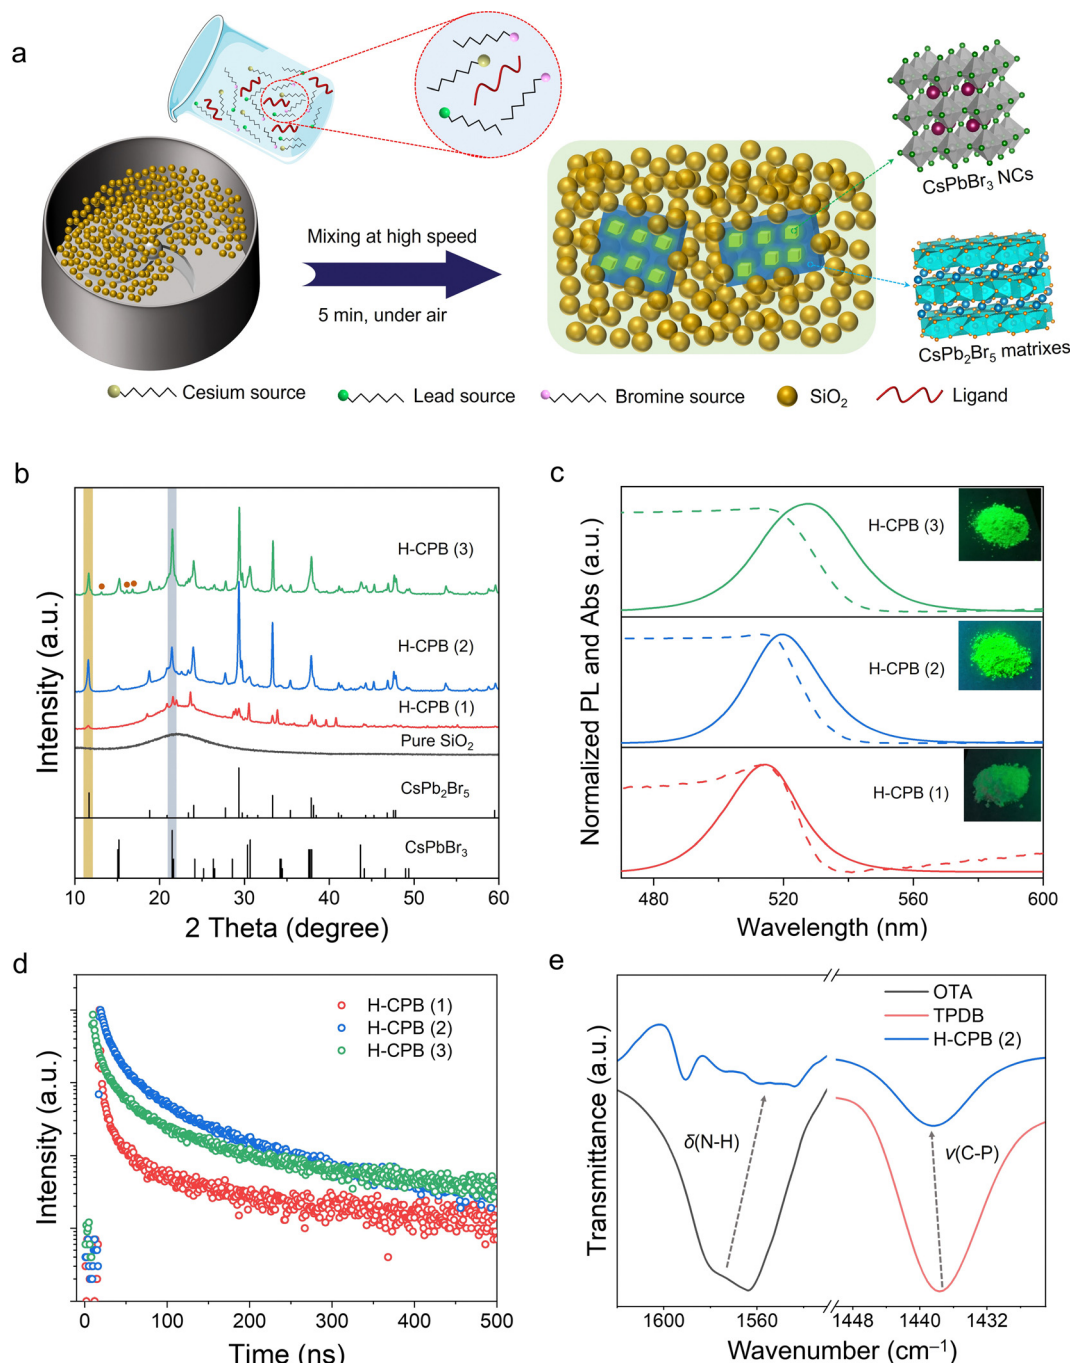 a
CsPbBr₃ NCs
Mixing at high speed
5 min, under air
CsPb₂Br₅ matrixes
Cesium source
Lead source
Bromine source
SiO₂
Ligand
b
Intensity (a.u.)
H-CPB (3)
H-CPB (2)
H-CPB (1)
Pure SiO₂
CsPb₂Br₅
CsPbBr₃
10 20 30 40 50 60
2 Theta (degree)
c
Normalized PL and Abs (a.u.)
H-CPB (3)
H-CPB (2)
H-CPB (1)
480 520 560 600
Wavelength (nm)
d
Intensity (a.u.)
H-CPB (1)
H-CPB (2)
H-CPB (3)
0 100 200 300 400 500
Time (ns)
e
Transmittance (a.u.)
OTA
TPDB
H-CPB (2)
δ(N-H)
ν(C-P)
1600 1560 1448 1440 1432
Wavenumber (cm⁻¹)